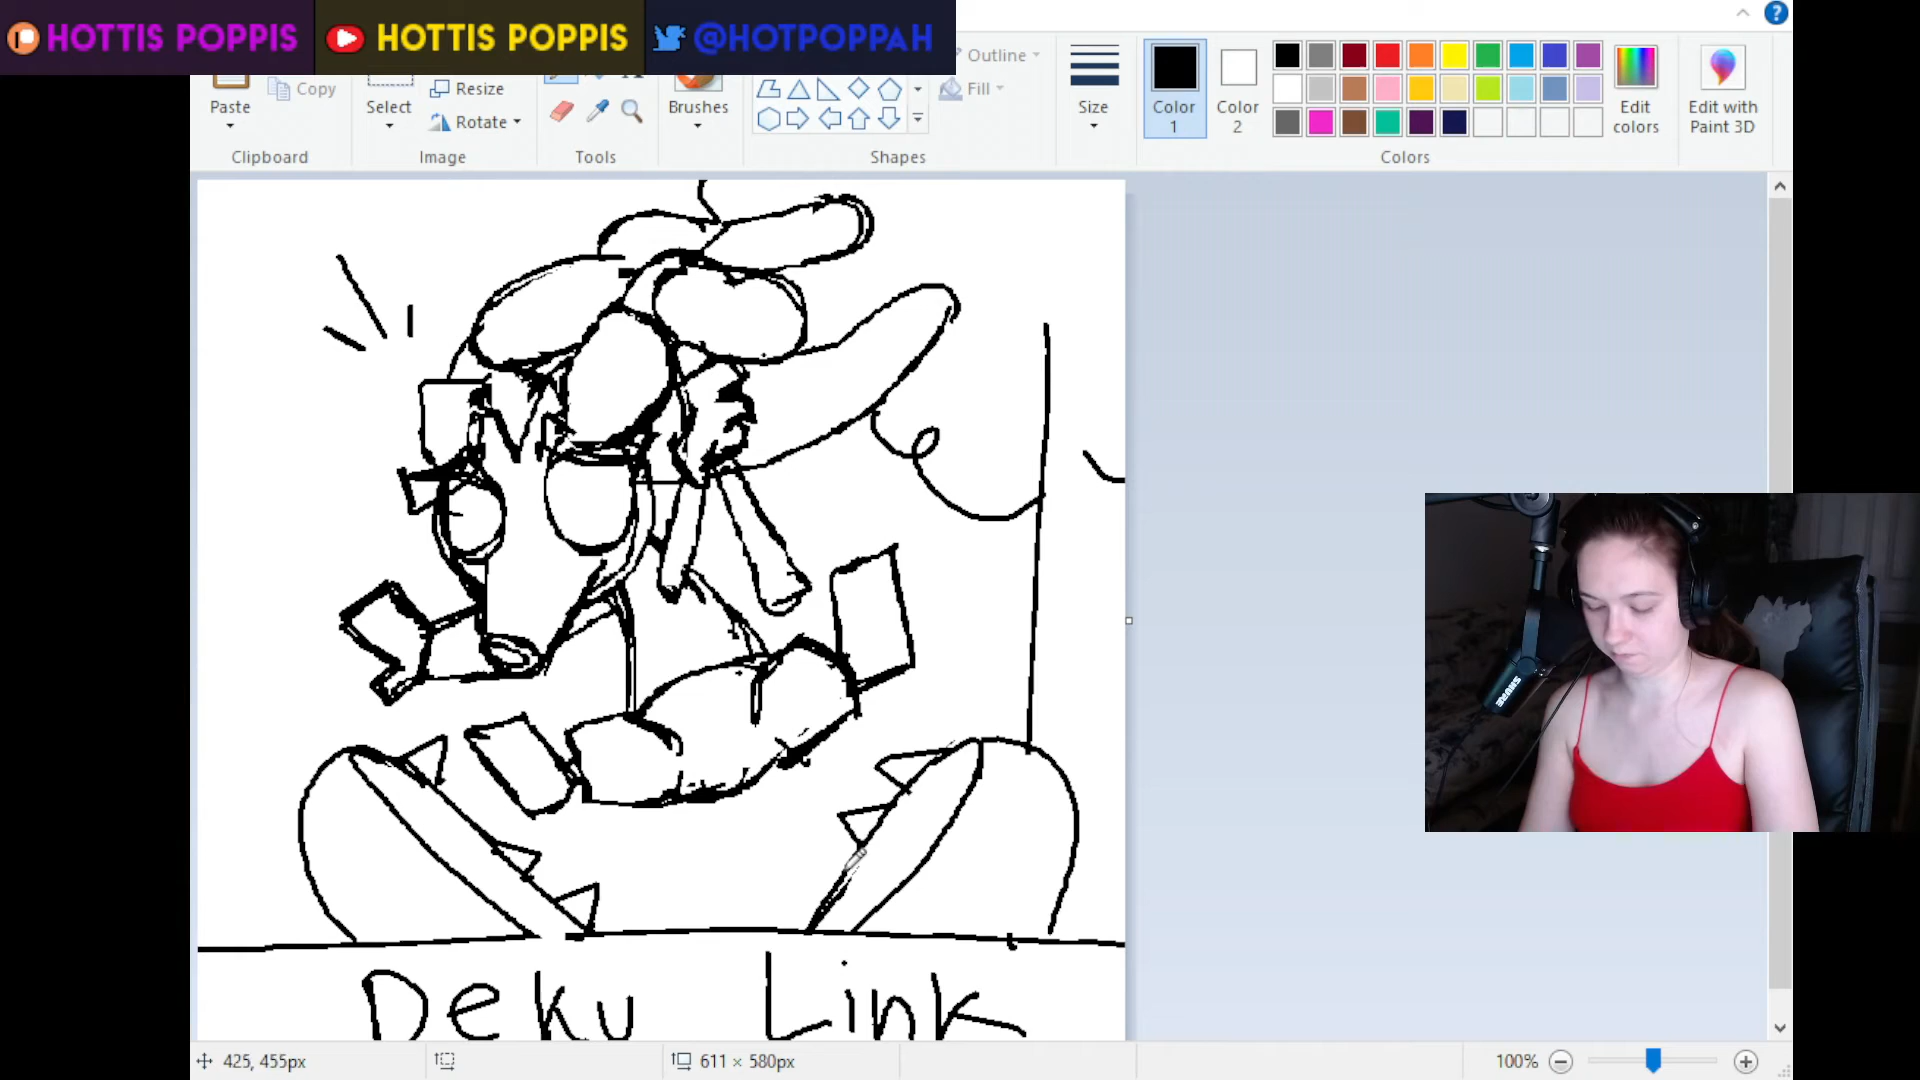 HOTTIS POPPIS
HOTTIS POPPIS
@HOTPOPPAH
Outline
Fill
Paste
Copy
Select
Resize
Rotate
Brushes
Size
Color
1
Color
2
Edit
colors
Edit with
Paint 3D
Clipboard
Image
Tools
Shapes
Colors
SHURE
Deku Link
425, 455px
611 × 580px
100%